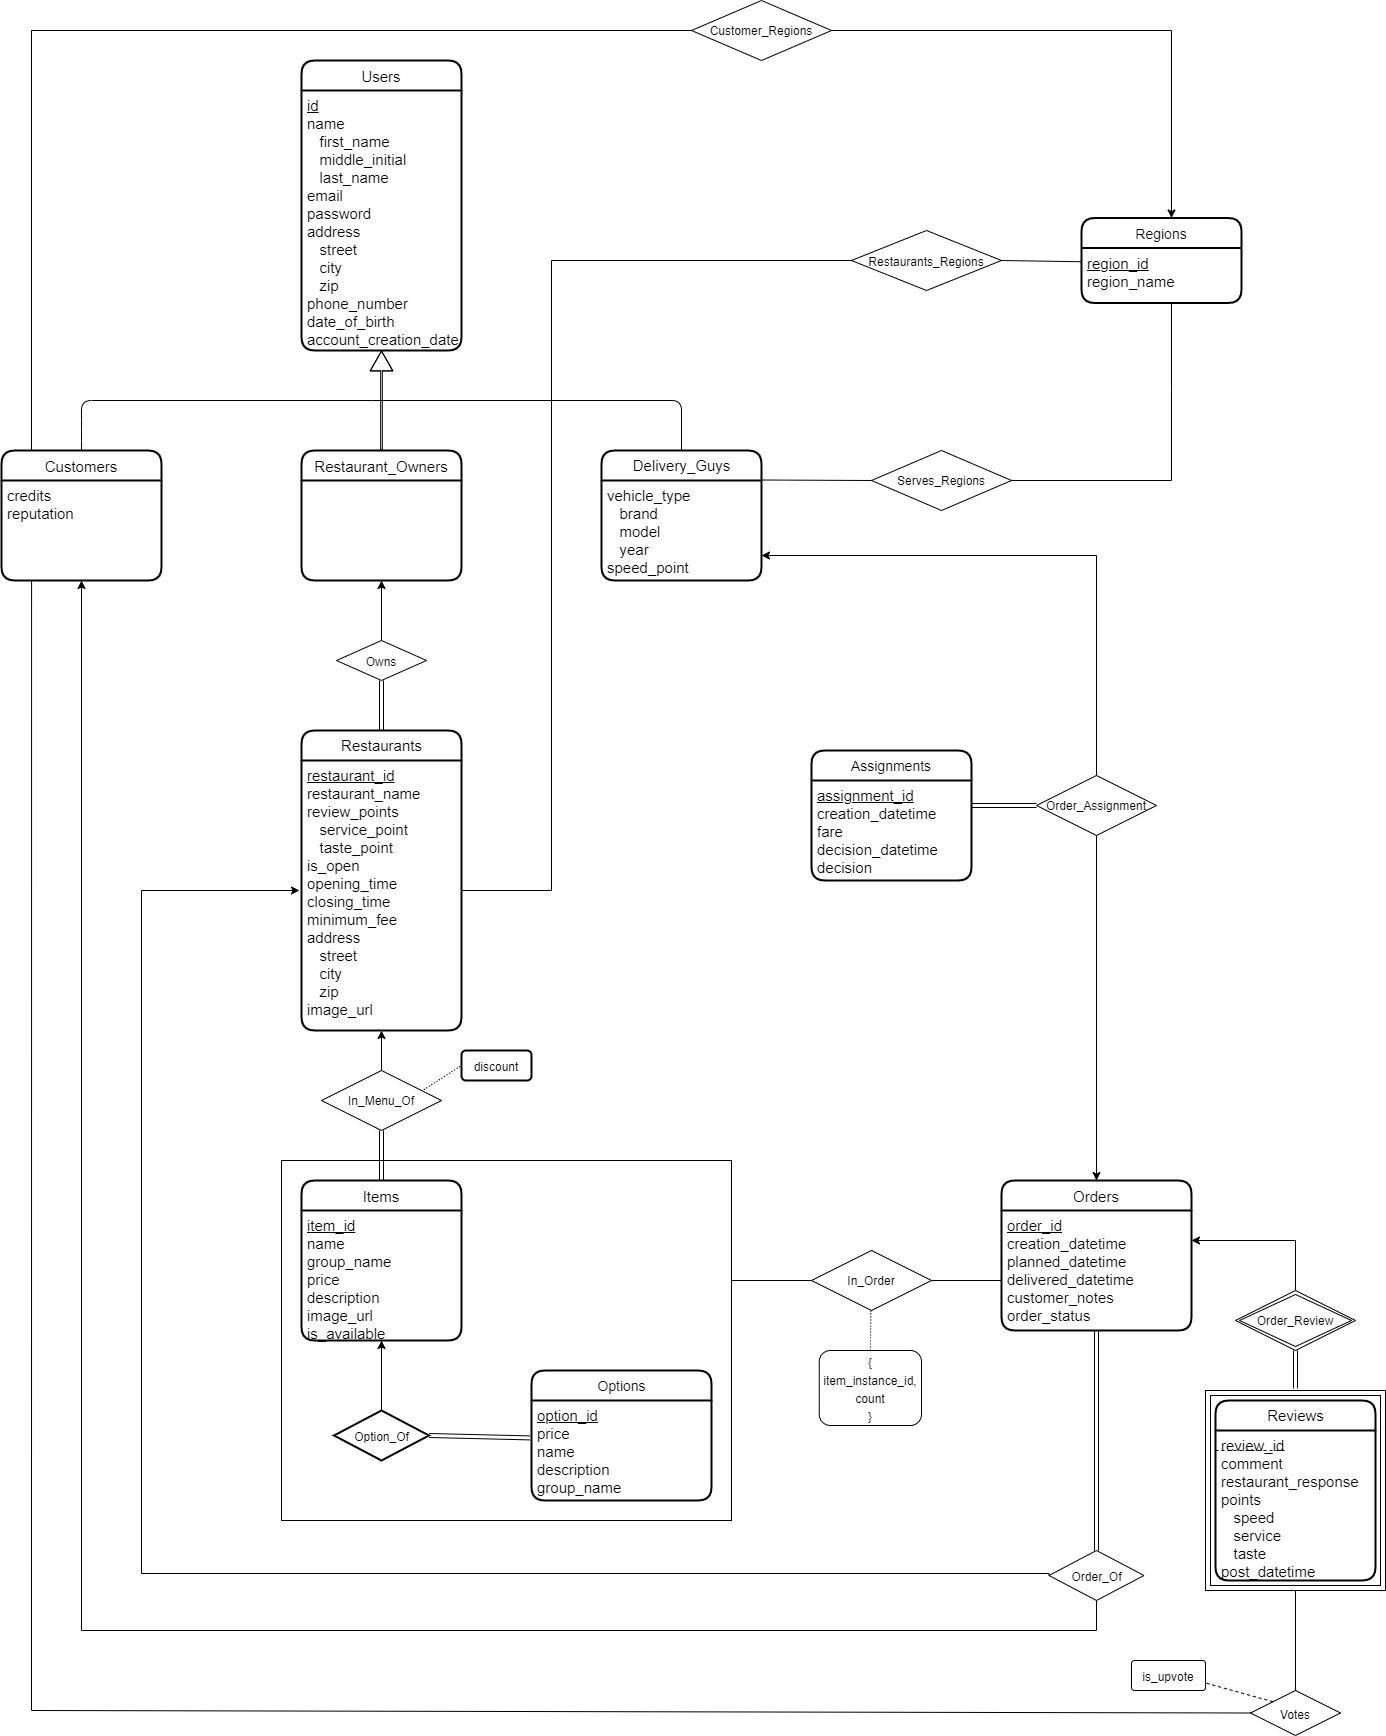 Customer_Regions
Users
id
name
first_name
middle_initial
last_name
email
password
address
street
city
zip
phone_number
date_of_birth
account_creation_date
Restaurants_Regions
Regions
region_id
region_name
Customers
credits
reputation
Restaurant_Owners
Delivery_Guys
vehicle_type
brand
model
year
speed_point
Serves_Regions
Owns
Restaurants
restaurant_id
restaurant_name
review_points
service_point
taste_point
is_open
opening_time
closing_time
minimum_fee
address
street
city
zip
image_url
Assignments
assignment_id
creation_datetime
fare
decision_datetime
decision
Order_Assignment
discount
In_Menu_Of
Items
item_id
name
group_name
price
description
image_url
is_available
Option_Of
Options
option_id
price
name
description
group_name
In_Order
{
item_instance_id,
count
}
Orders
order_id
creation_datetime
planned_datetime
delivered_datetime
customer_notes
order_status
Order_Review
Reviews
review_id
comment
restaurant_response
points
speed
service
taste
post_datetime
Order_Of
is_upvote
Votes